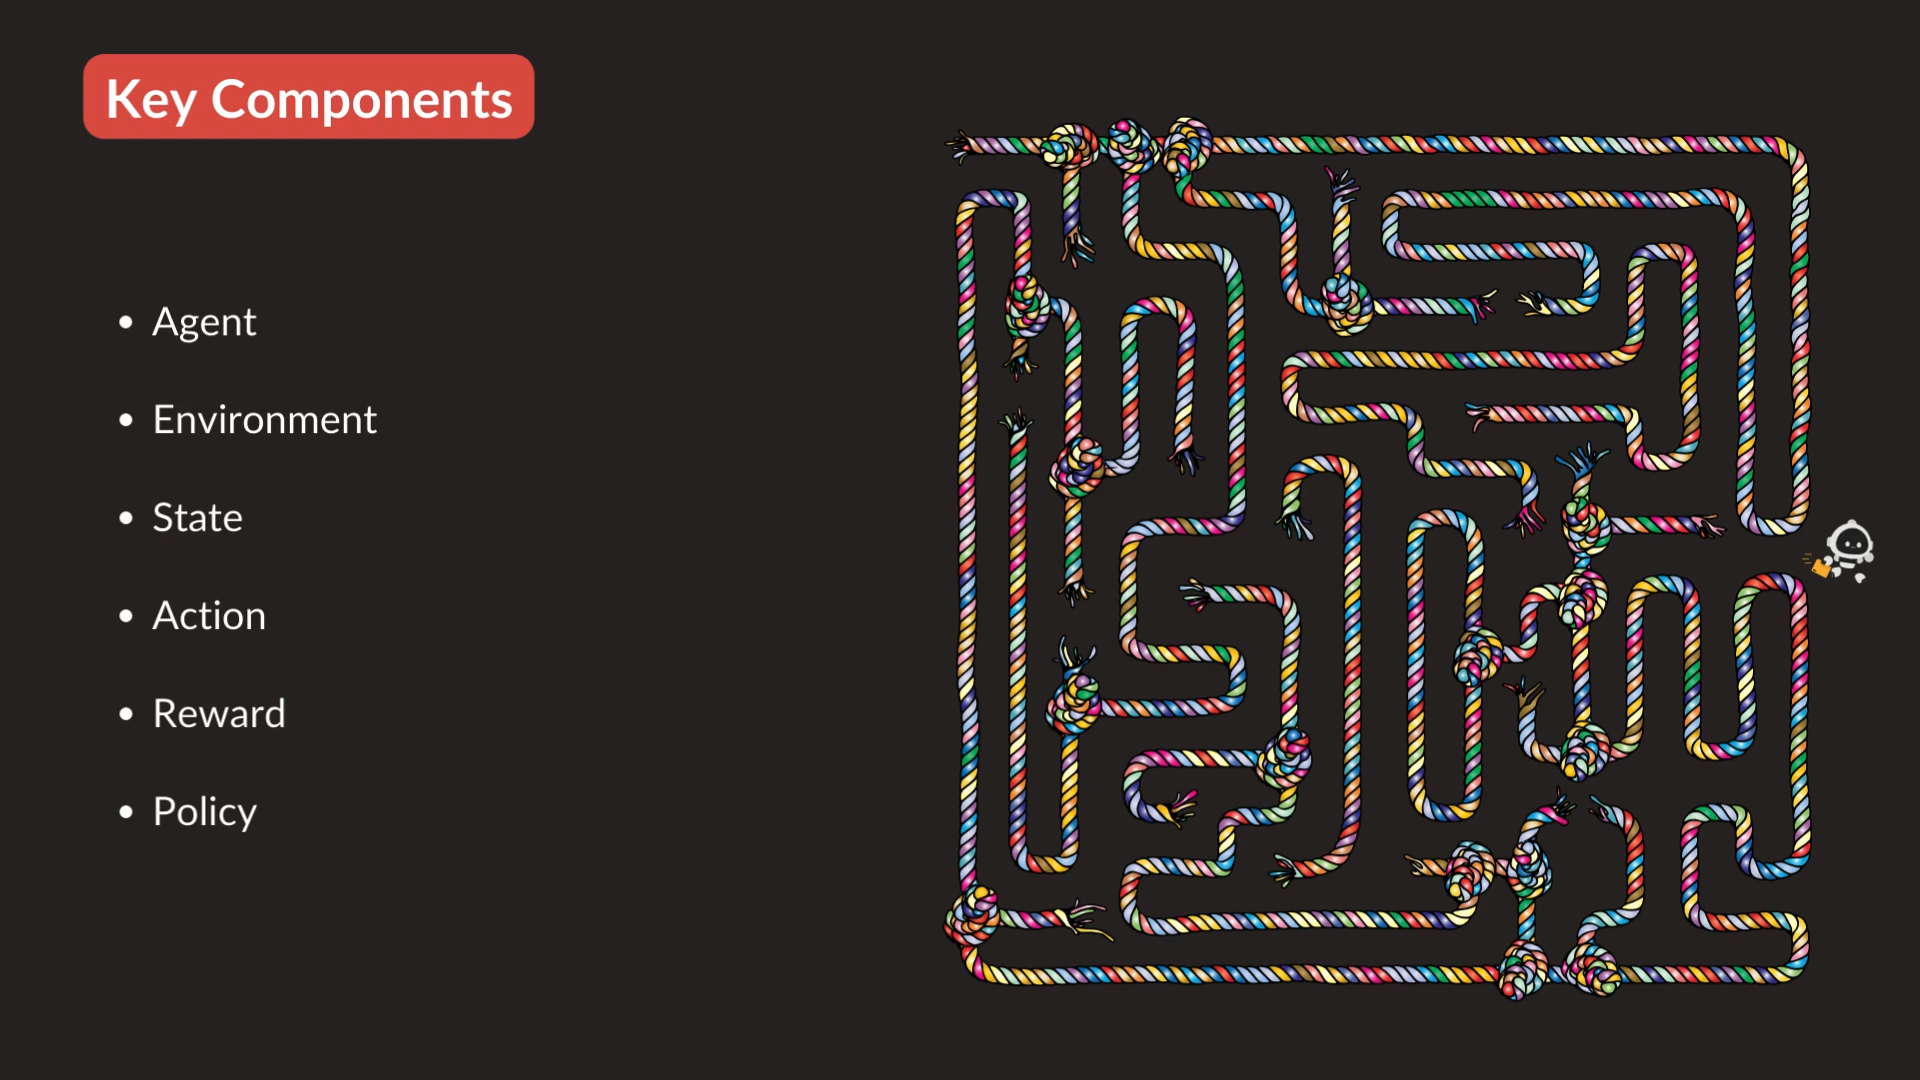 Key Components
• Agent
• Environment
• State
• Action
• Reward
• Policy